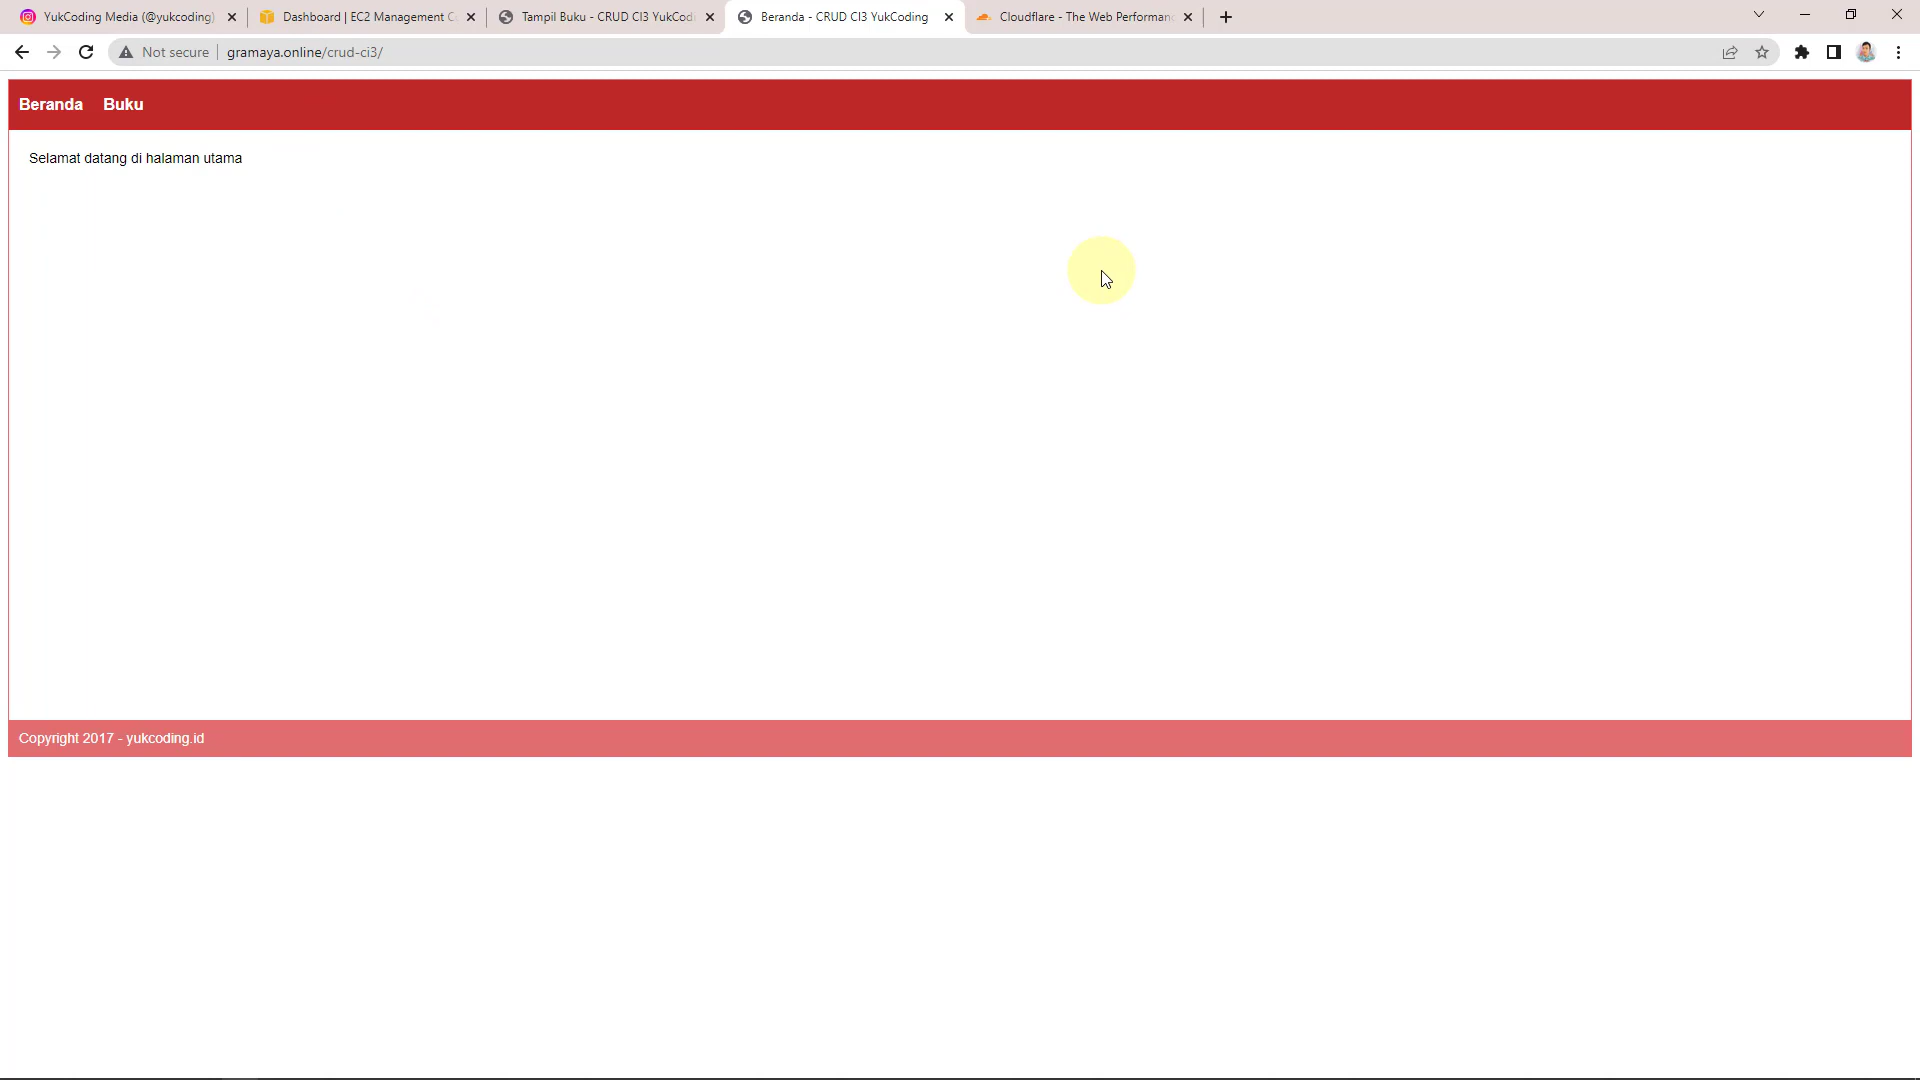 YukCoding Media (@yukcoding)
Dashboard | EC2 Management C
Tampil Buku - CRUD CI3 YukCodi
Beranda - CRUD CI3 YukCoding
Cloudflare - The Web Performanc
Not secure
gramaya.online/crud-ci3/
Beranda
Buku
Selamat datang di halaman utama
Copyright 2017 - yukcoding.id